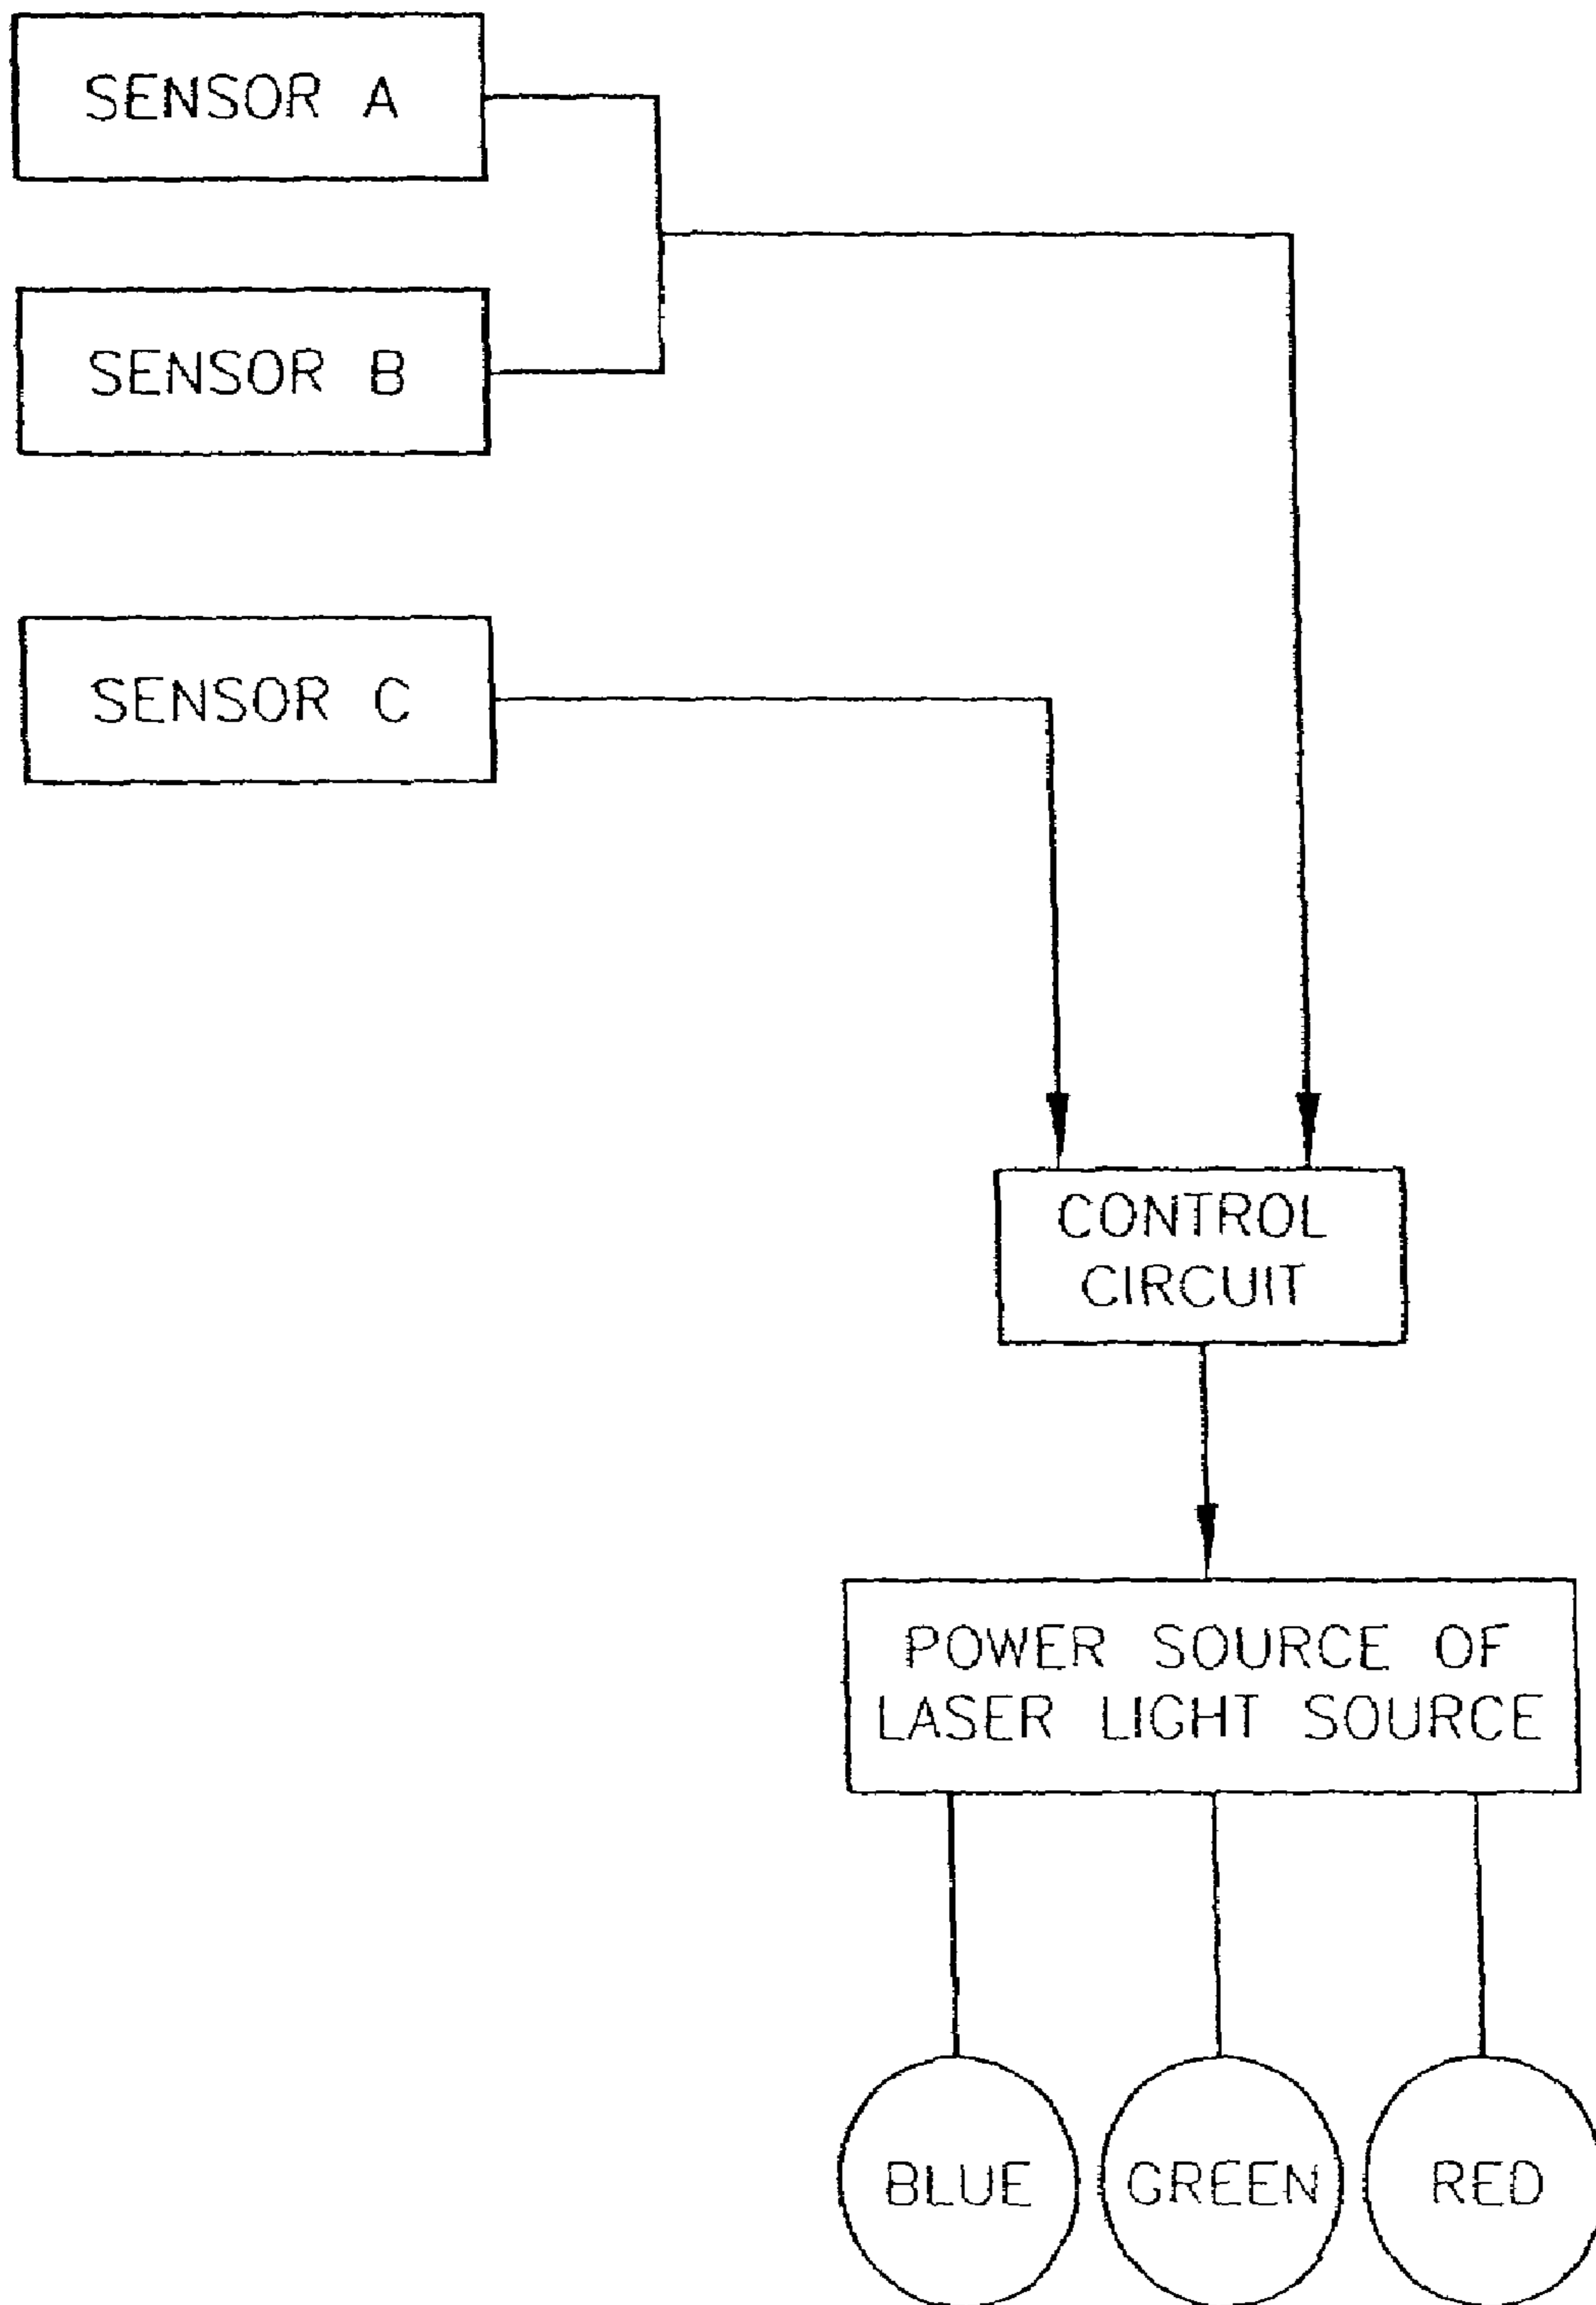 SENSOR A
SENSOR B
SENSOR C
CONTROL
CIRCUIT
POWER SOURCE OF
LASER LIGHT SOURCE
BLUE
GREEN
RED